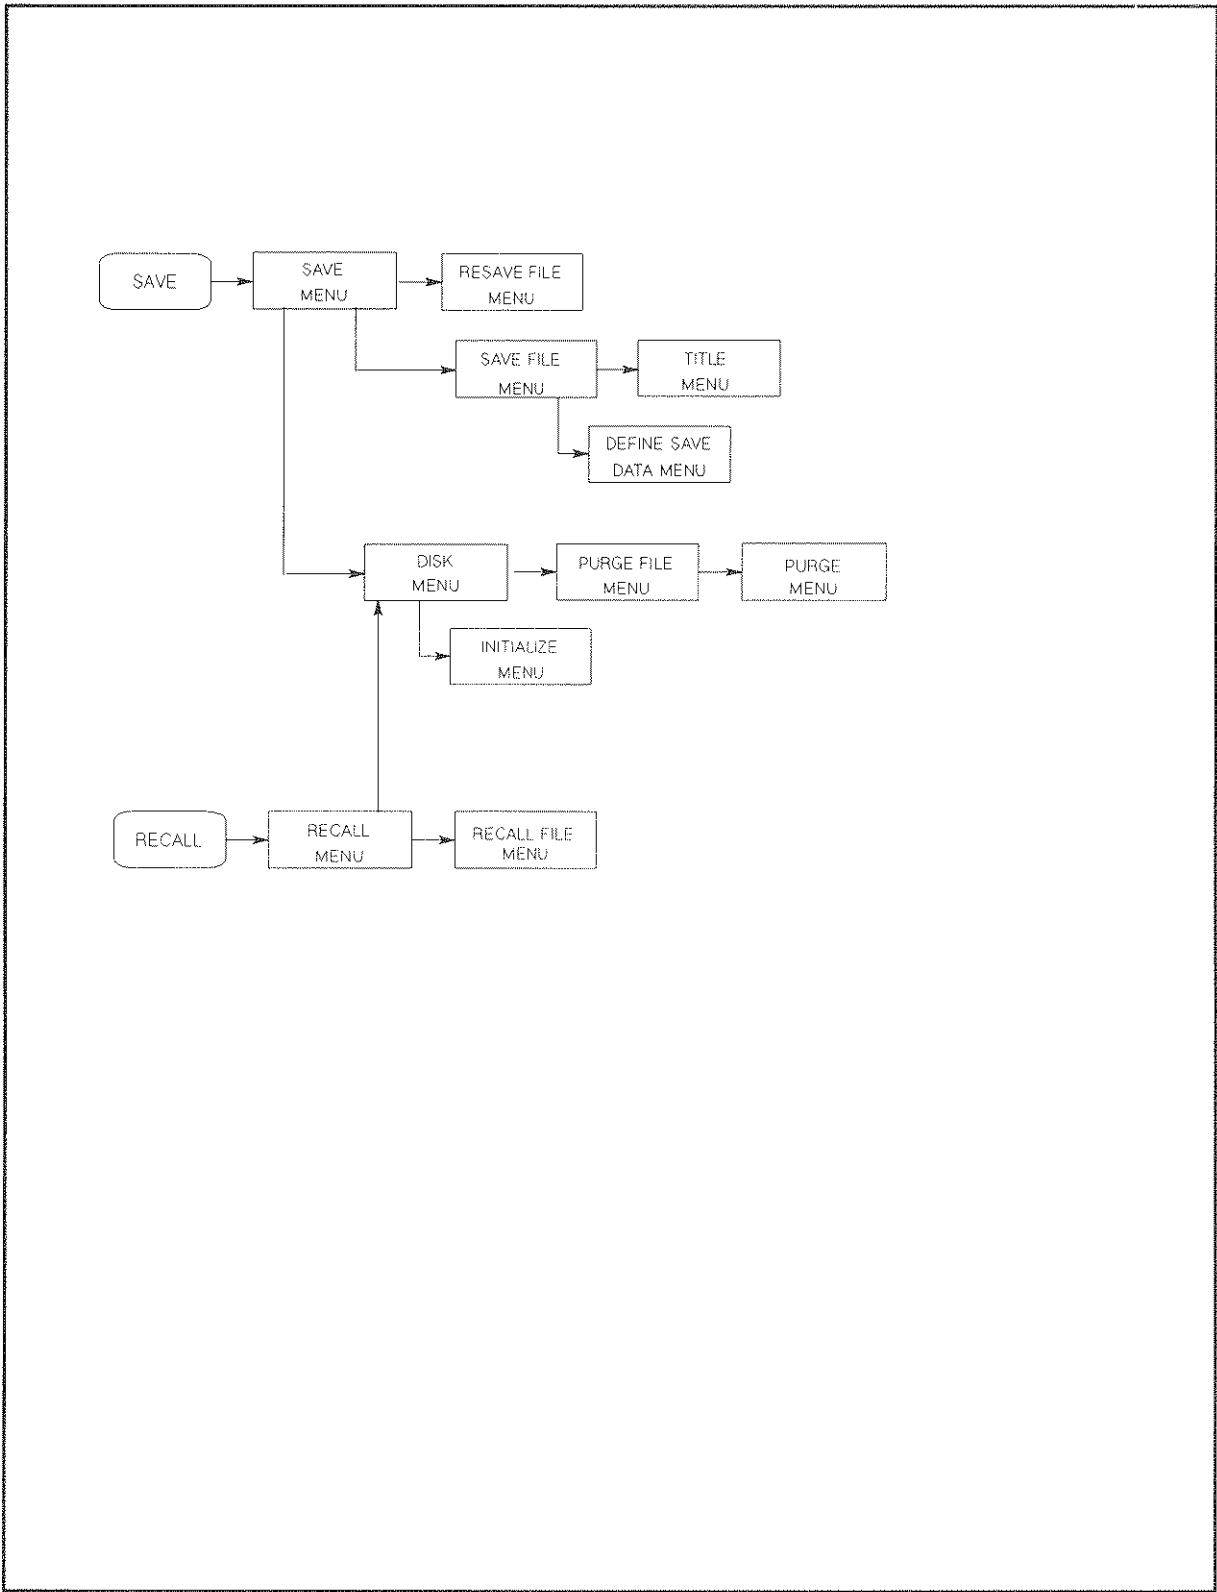 SAVE
SAVE
MENU
RESAVE FILE
MENU
SAVE FILE
MENU
TITLE
MENU
DEFINE SAVE
DATA MENU
DISK
MENU
PURGE FILE
MENU
PURGE
MENU
INITIALIZE
MENU
RECALL
RECALL
MENU
RECALL FILE
MENU